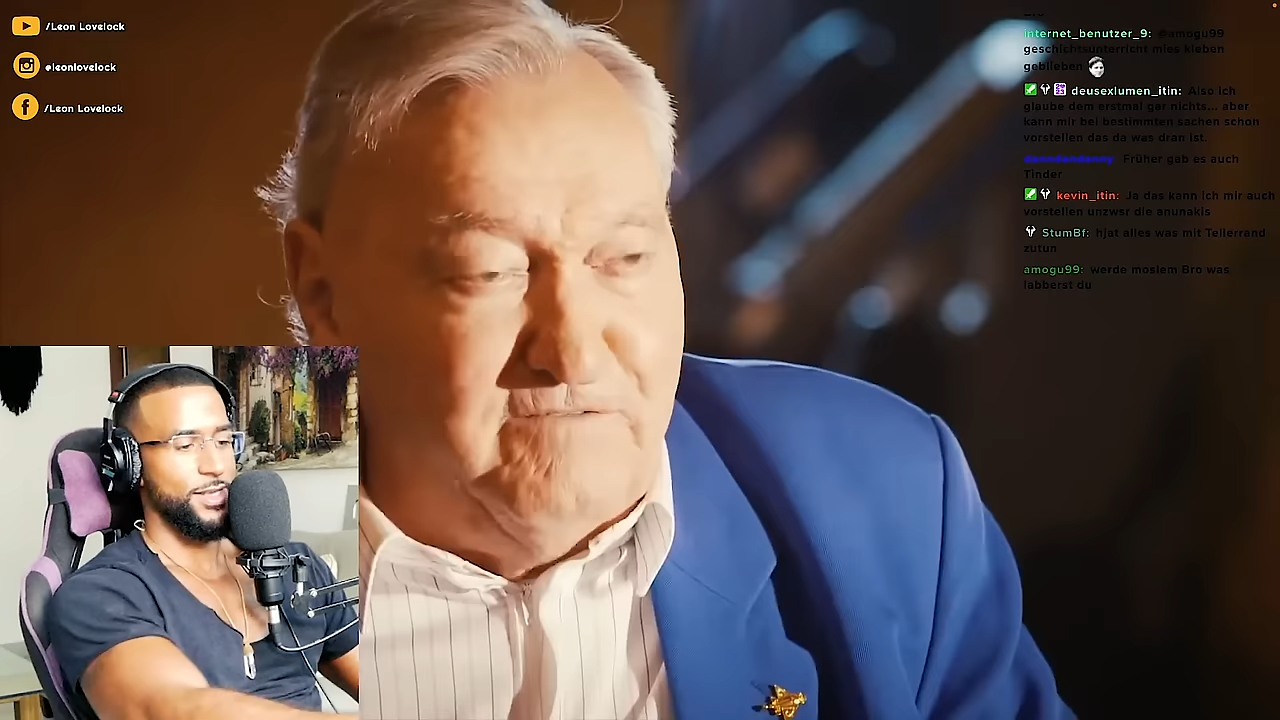 /Leon Lovelock
@leonlovelock
/Leon Lovelock
internet_benutzer_9: @amogu99
geschichtsunterricht mies kleben
geblieben
deusexlumen_itin: Also ich
glaube dem erstmal gar nichts... aber
kann mir bei bestimmten sachen schon
vorstellen das da was dran ist.
Früher gab es auch
Tinder
kevin_itin: Ja das kann ich mir auch
vorstellen unzwsr die anunakis
StumBf: hjat alles was mit Tellerrand
zutun
amogu99: werde moslem Bro was
labberst du